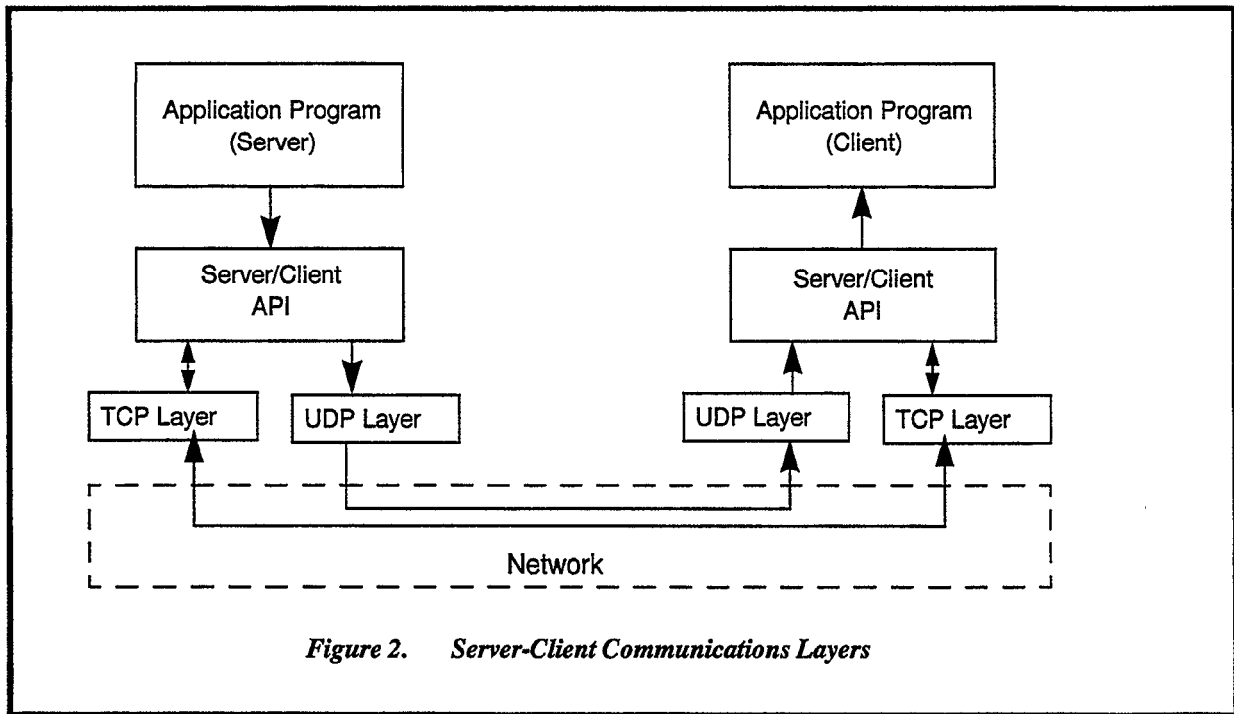 Application Program
(Server)
Application Program
(Client)
Server/Client
API
Server/Client
API
TCP Layer
UDP Layer
UDP Layer
TCP Layer
Network
Figure 2. Server-Client Communications Layers